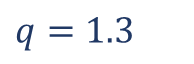 q = 1.3